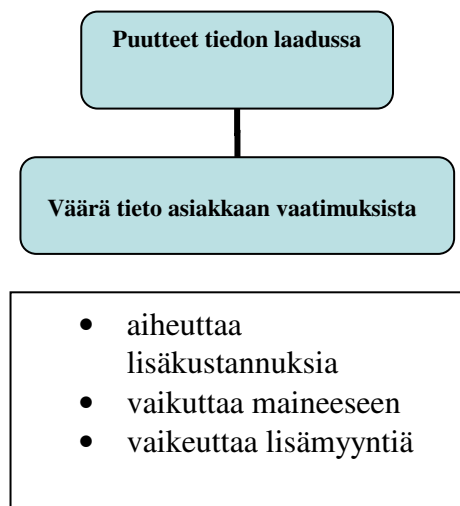 Puutteet tiedon laadussa
Väärä tieto asiakkaan vaatimuksista
• aiheuttaa
lisäkustannuksia
• vaikuttaa maineeseen
• vaikeuttaa lisämyyntiä